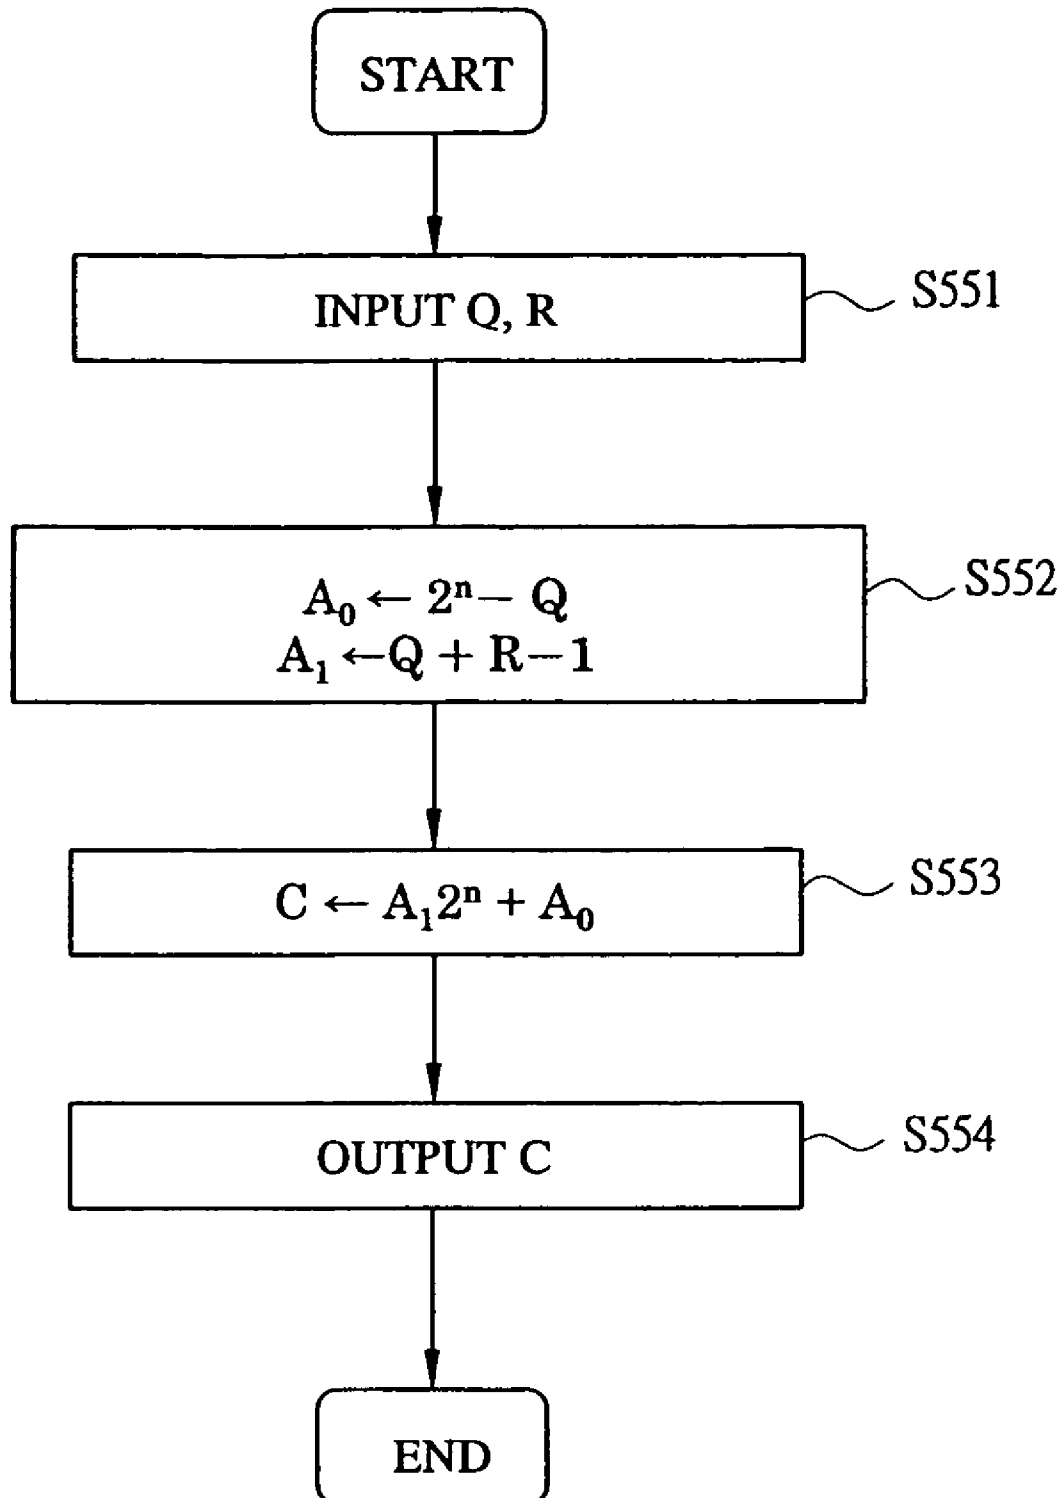 START
INPUT Q, R
S551
A₀ ← 2ⁿ − Q
A₁ ← Q + R − 1
S552
C ← A₁2ⁿ + A₀
S553
OUTPUT C
S554
END